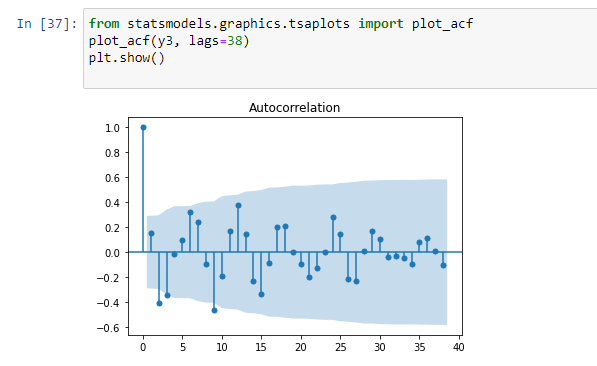 In [37]: from statsmodels.graphics.tsaplots import plot_acf
plot_acf(y3, lags=38)
plt.show()
Autocorrelation
1.0
0.8
0.6
0.4
0.2
0.0
−0.2
−0.4
−0.6
0 5 10 15 20 25 30 35 40